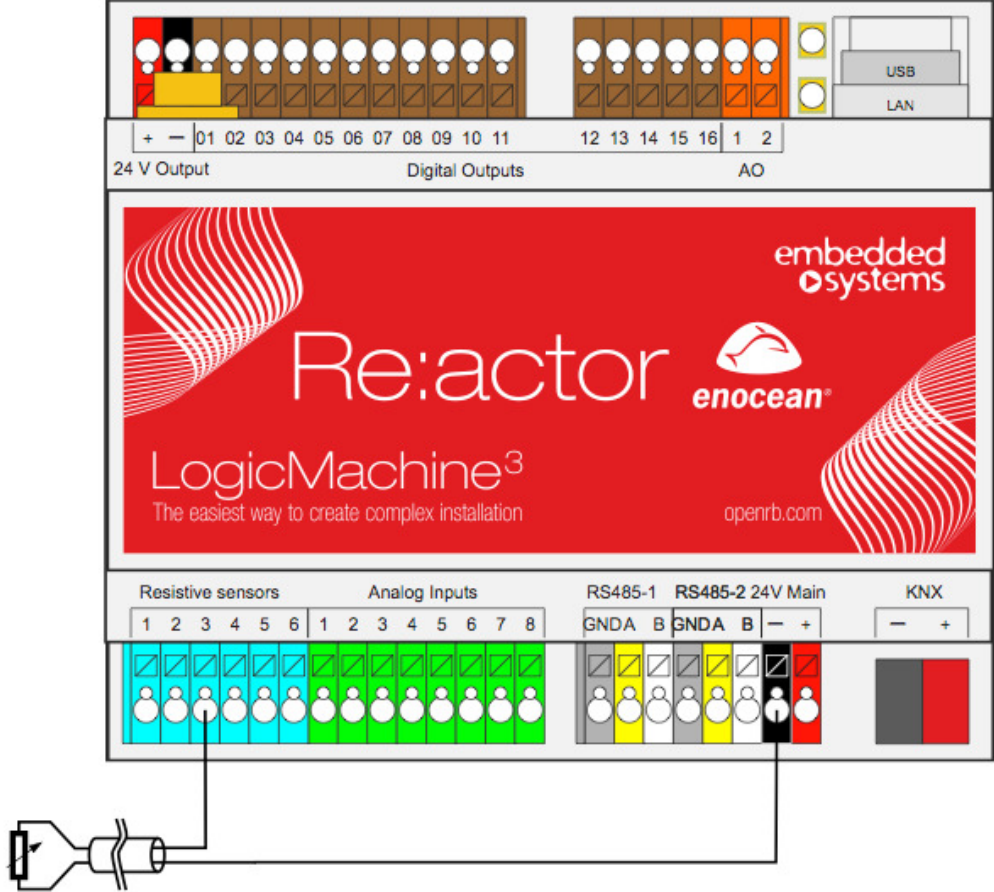 USB
LAN
+ — 01 02 03 04 05 06 07 08 09 10 11 12 13 14 15 16 1 2
24 V Output Digital Outputs AO
embedded
systems
Re:actor
enocean®
LogicMachine³
The easiest way to create complex installation openrb.com
Resistive sensors Analog Inputs RS485-1 RS485-2 24V Main KNX
1 2 3 4 5 6 1 2 3 4 5 6 7 8 GND A B GND A B — + — +